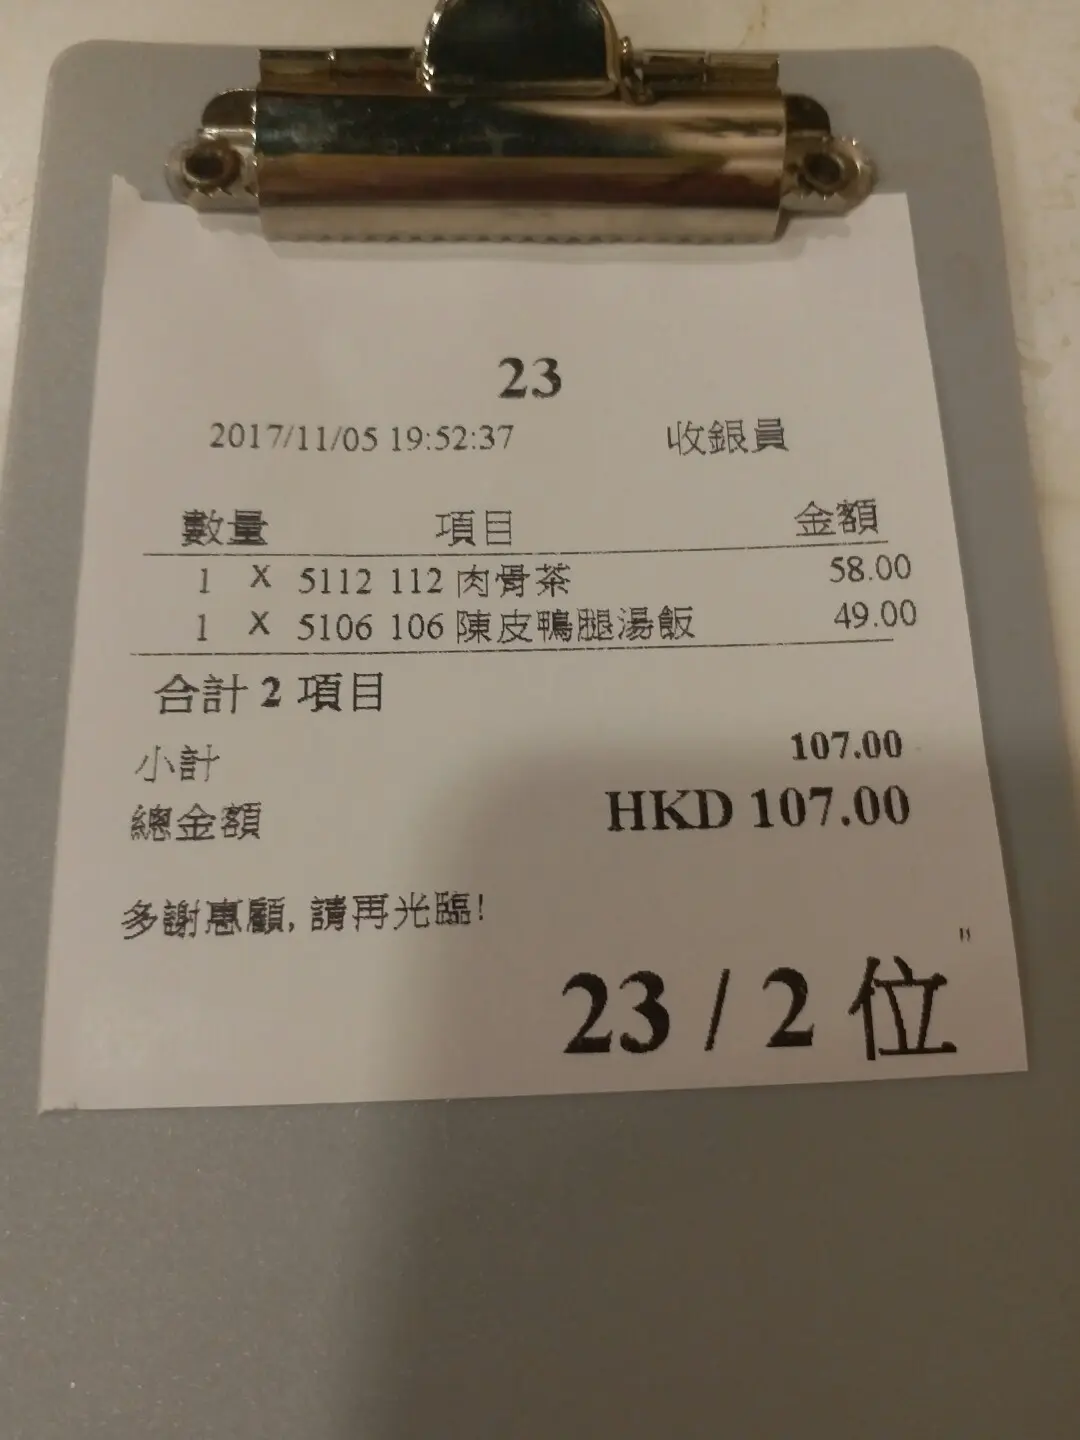 23
2017/11/05 19:52:37 收銀員
數量 項目 金額
1 X 5112 112 肉骨茶 58.00
1 X 5106 106 陳皮鴨腿湯飯 49.00
合計 2 項目
小計 107.00
總金額 HKD 107.00
多謝惠顧, 請再光臨!
"
23 / 2 位